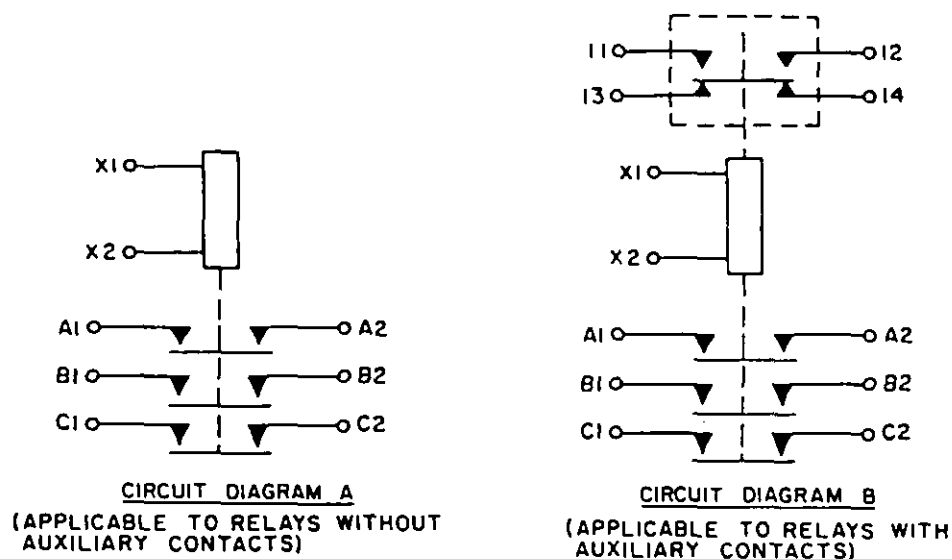 X1
X2
A1 A2
B1 B2
C1 C2
CIRCUIT DIAGRAM A
(APPLICABLE TO RELAYS WITHOUT
AUXILIARY CONTACTS)
11 12
13 14
X1
X2
A1 A2
B1 B2
C1 C2
CIRCUIT DIAGRAM B
(APPLICABLE TO RELAYS WITH
AUXILIARY CONTACTS)